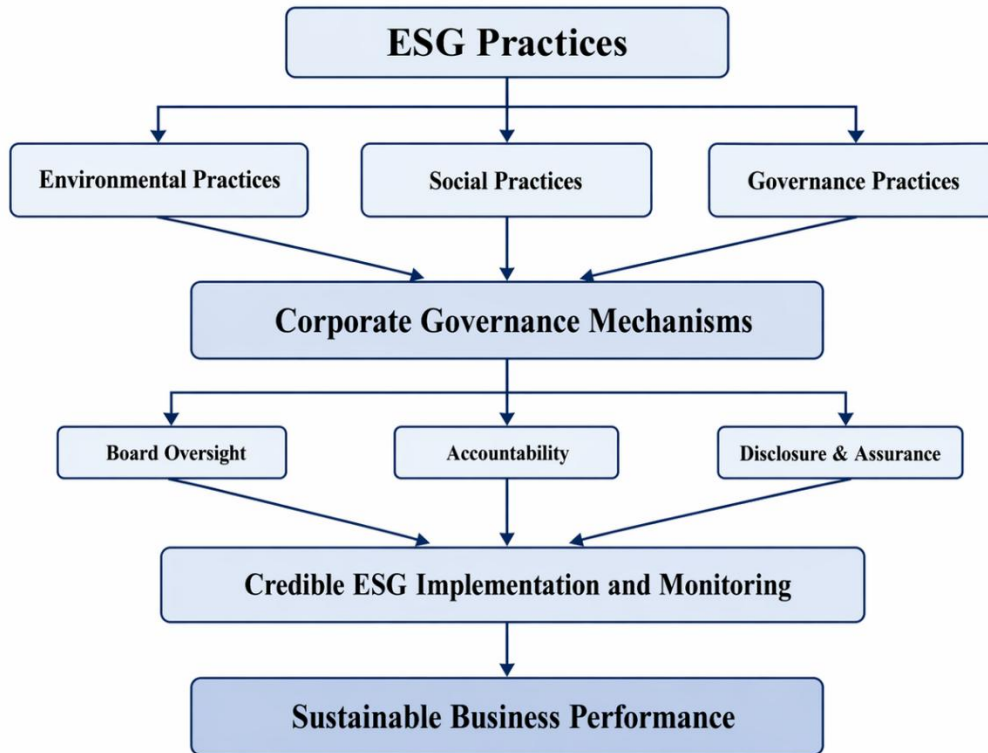 ESG Practices
Environmental Practices
Social Practices
Governance Practices
Corporate Governance Mechanisms
Board Oversight
Accountability
Disclosure & Assurance
Credible ESG Implementation and Monitoring
Sustainable Business Performance